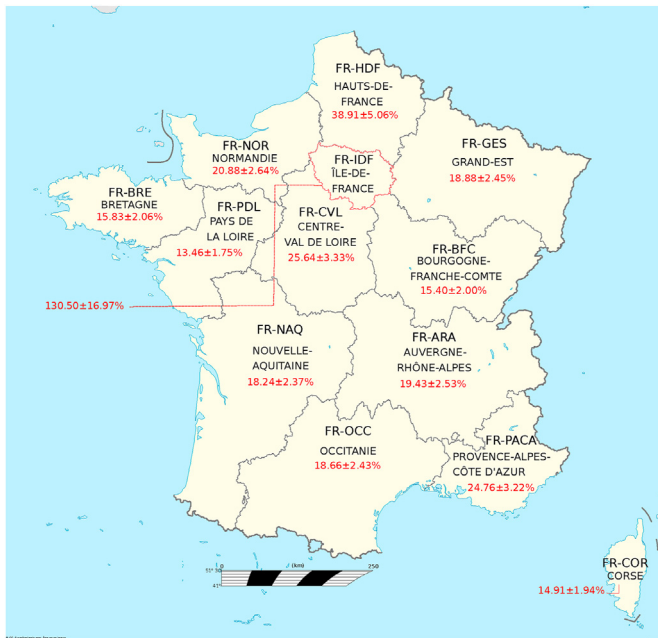 FR-HDF
HAUTS-DE-
FRANCE
38.91±5.06%
FR-NOR
NORMANDIE
20.88±2.64%
FR-IDF
ÎLE-DE-
FRANCE
FR-GES
GRAND-EST
18.88±2.45%
FR-BRE
BRETAGNE
15.83±2.06%
FR-PDL
PAYS DE
LA LOIRE
13.46±1.75%
FR-CVL
CENTRE-
VAL DE LOIRE
25.64±3.33%
FR-BFC
BOURGOGNE-
FRANCHE-COMTE
15.40±2.00%
130.50±16.97%
FR-NAQ
NOUVELLE-
AQUITAINE
18.24±2.37%
FR-ARA
AUVERGNE-
RHÔNE-ALPES
19.43±2.53%
FR-OCC
OCCITANIE
18.66±2.43%
FR-PACA
PROVENCE-ALPES-
CÔTE D'AZUR
24.76±3.22%
0 (km) 250
41°
FR-COR
CORSE
14.91±1.94%